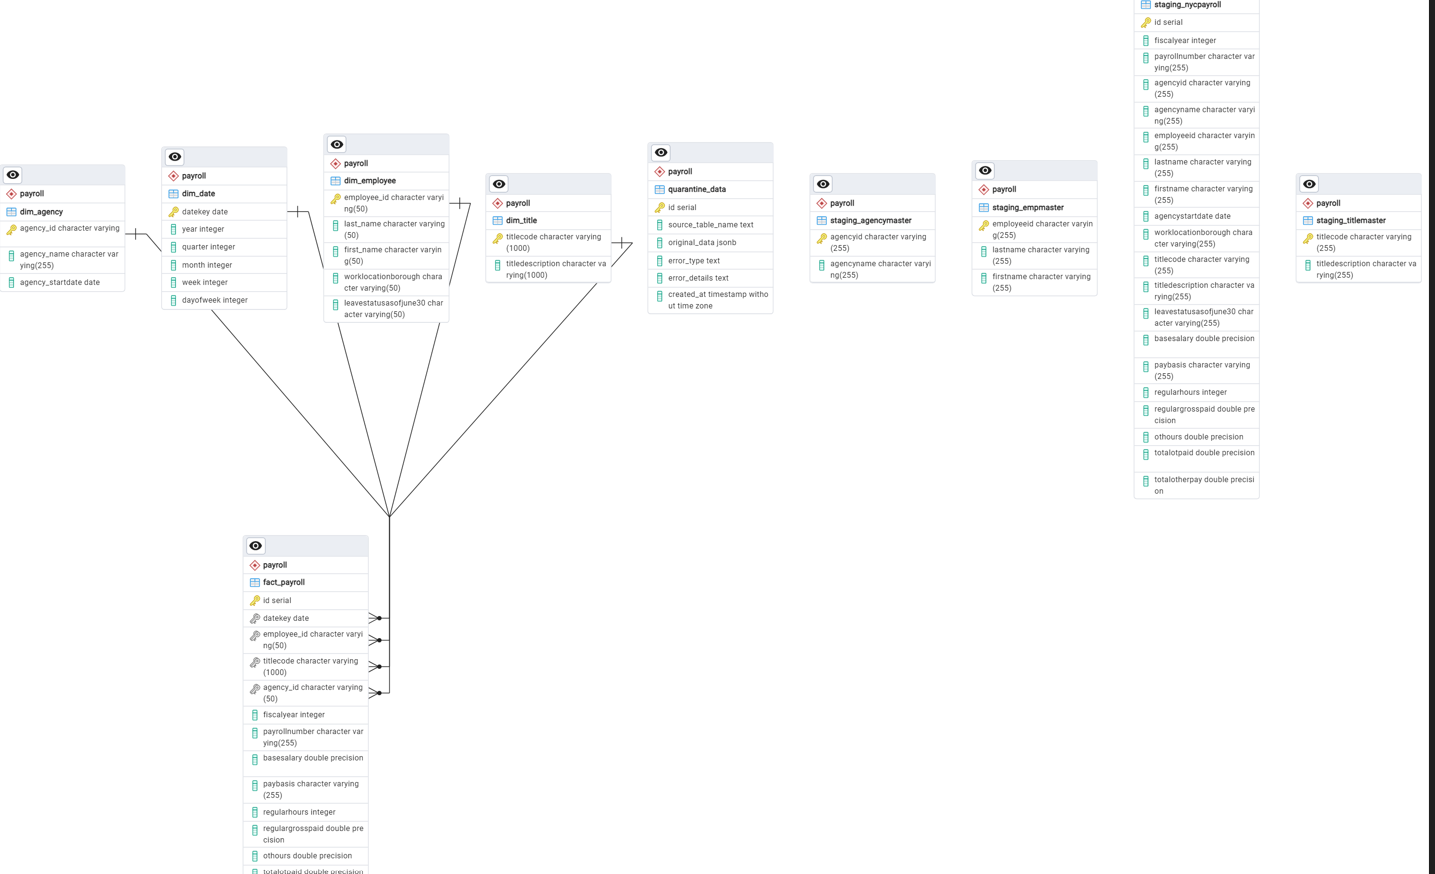 payroll
dim_agency
agency_id character varying
agency_name character var
ying(255)
agency_startdate date
payroll
dim_date
datekey date
year integer
quarter integer
month integer
week integer
dayofweek integer
payroll
dim_employee
employee_id character varyi
ng(50)
last_name character varying
(50)
first_name character varyin
g(50)
worklocationborough chara
cter varying(50)
leavestatusasofjune30 char
acter varying(50)
payroll
dim_title
titlecode character varying
(1000)
titledescription character va
rying(1000)
payroll
quarantine_data
id serial
source_table_name text
original_data jsonb
error_type text
error_details text
created_at timestamp witho
ut time zone
payroll
staging_agencymaster
agencyid character varying
(255)
agencyname character varyi
ng(255)
payroll
staging_empmaster
employeeid character varyin
g(255)
lastname character varying
(255)
firstname character varying
(255)
staging_nycpayroll
id serial
fiscalyear integer
payrollnumber character var
ying(255)
agencyid character varying
(255)
agencyname character varyi
ng(255)
employeeid character varyin
g(255)
lastname character varying
(255)
firstname character varying
(255)
agencystartdate date
worklocationborough charac
ter varying(255)
titlecode character varying
(255)
titledescription character va
rying(255)
leavestatusasofjune30 char
acter varying(255)
basesalary double precision
paybasis character varying
(255)
regularhours integer
regulargrosspaid double pre
cision
othours double precision
totalotpaid double precision
totalotherpay double precisi
on
payroll
staging_titlemaster
titlecode character varying
(255)
titledescription character va
rying(255)
payroll
fact_payroll
id serial
datekey date
employee_id character varyi
ng(50)
titlecode character varying
(1000)
agency_id character varying
(50)
fiscalyear integer
payrollnumber character var
ying(255)
basesalary double precision
paybasis character varying
(255)
regularhours integer
regulargrosspaid double pre
cision
othours double precision
totalotpaid double precision